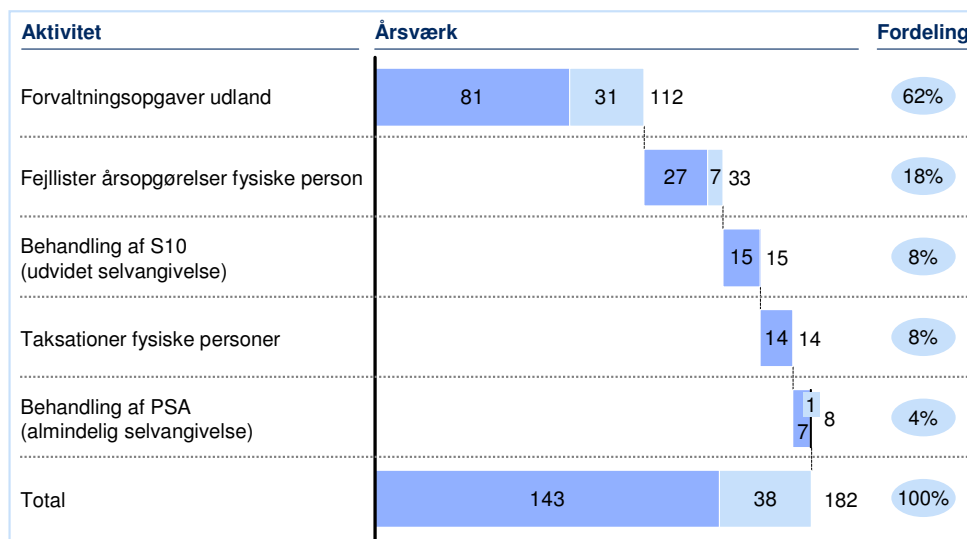 Aktivitet Årsværk Fordeling
Forvaltningsopgaver udland 81 31 112 62%
Fejllister årsopgørelser fysiske person 27 7 33 18%
Behandling af S10
(udvidet selvangivelse) 15 15 8%
Taksationer fysiske personer 14 14 8%
Behandling af PSA
(almindelig selvangivelse) 7 1 8 4%
Total 143 38 182 100%